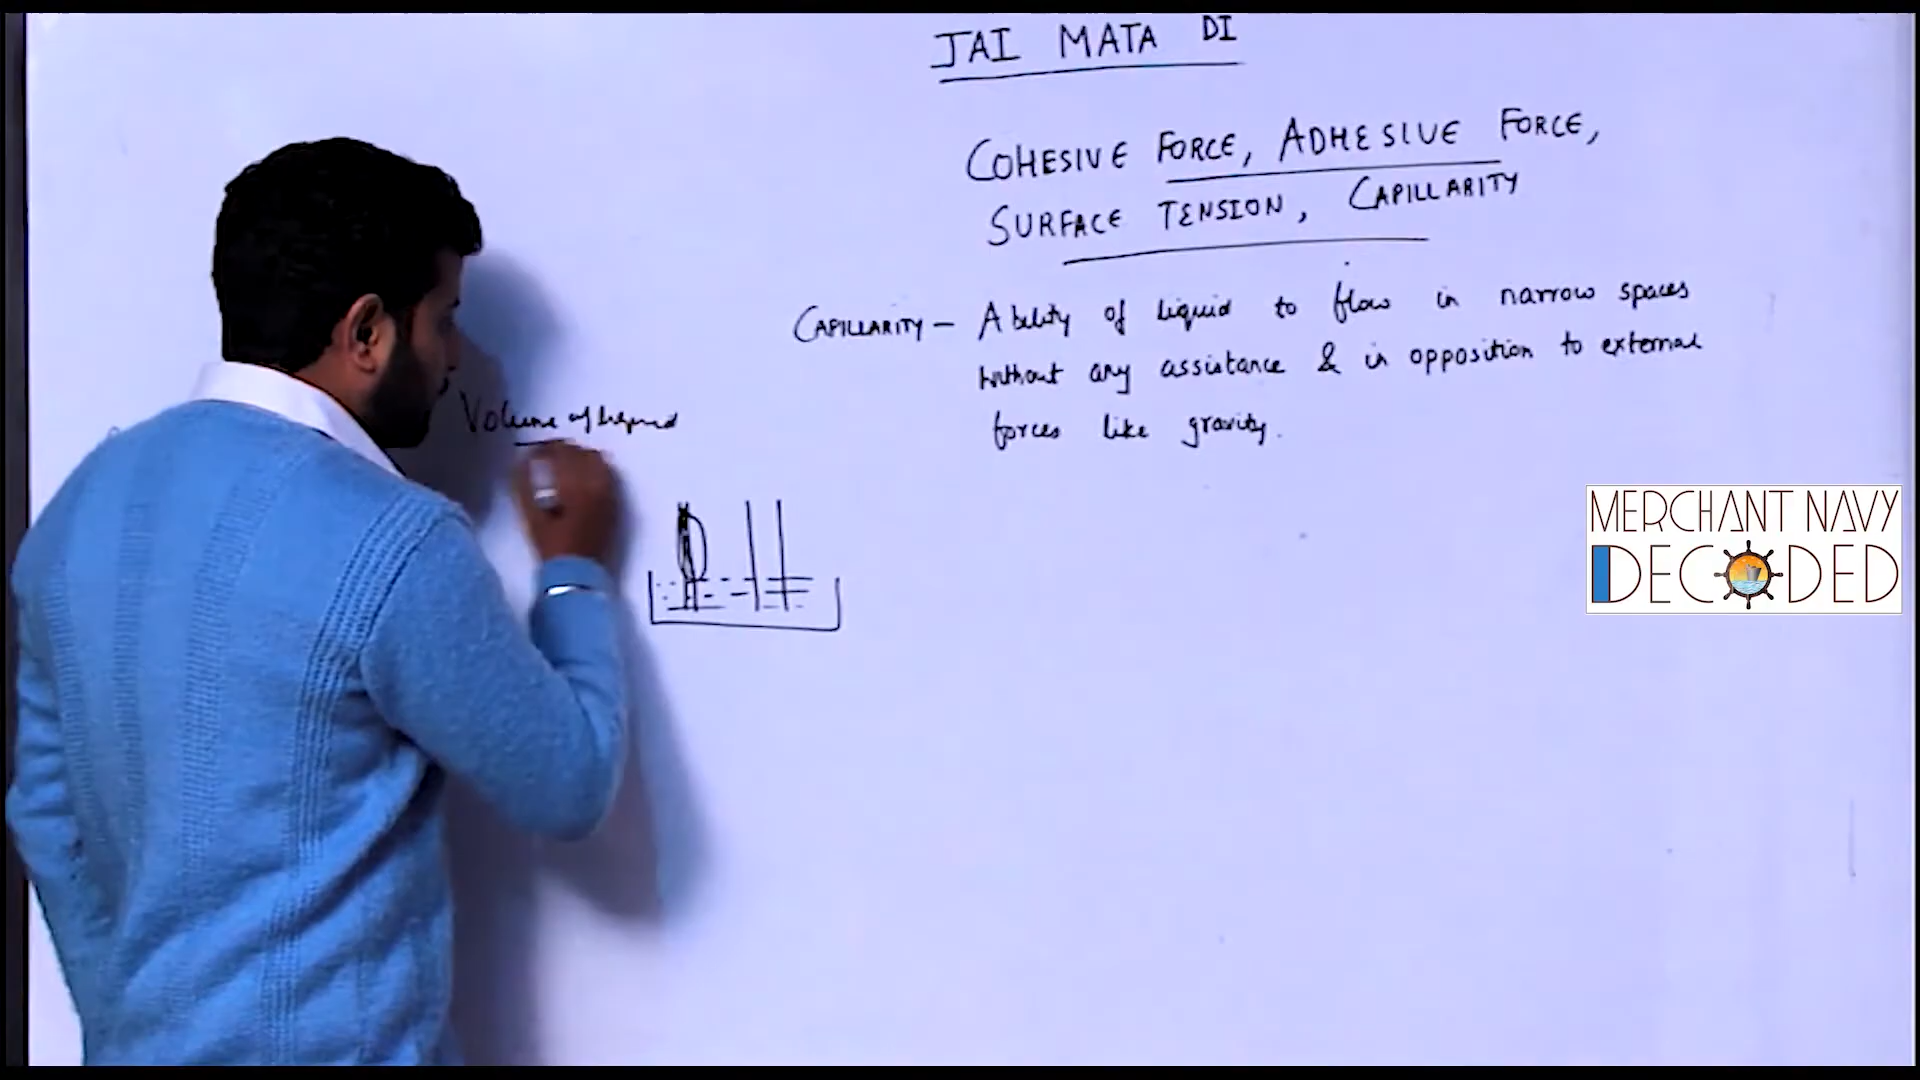 JAI MATA DI
COHESIVE FORCE, ADHESIVE FORCE,
SURFACE TENSION, CAPILLARITY
CAPILLARITY – Ability of liquid to flow in narrow spaces
without any assistance & in opposition to external
forces like gravity.
Volume of liquid
MERCHANT NAVY
DECODED